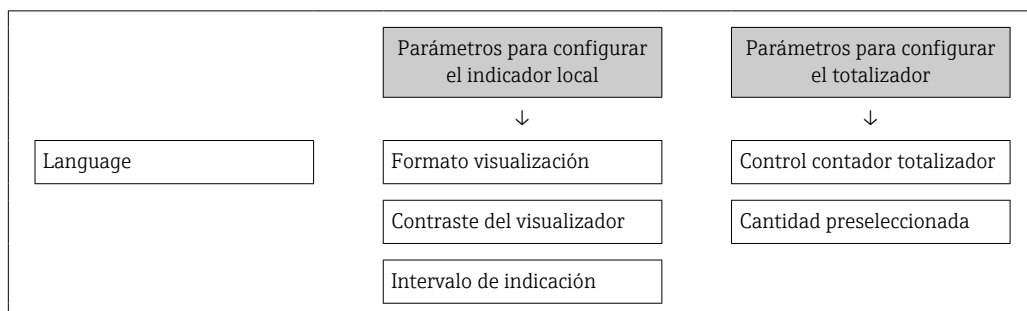 Parámetros para configurar
el indicador local
Parámetros para configurar
el totalizador
↓
↓
Language
Formato visualización
Control contador totalizador
Contraste del visualizador
Cantidad preseleccionada
Intervalo de indicación